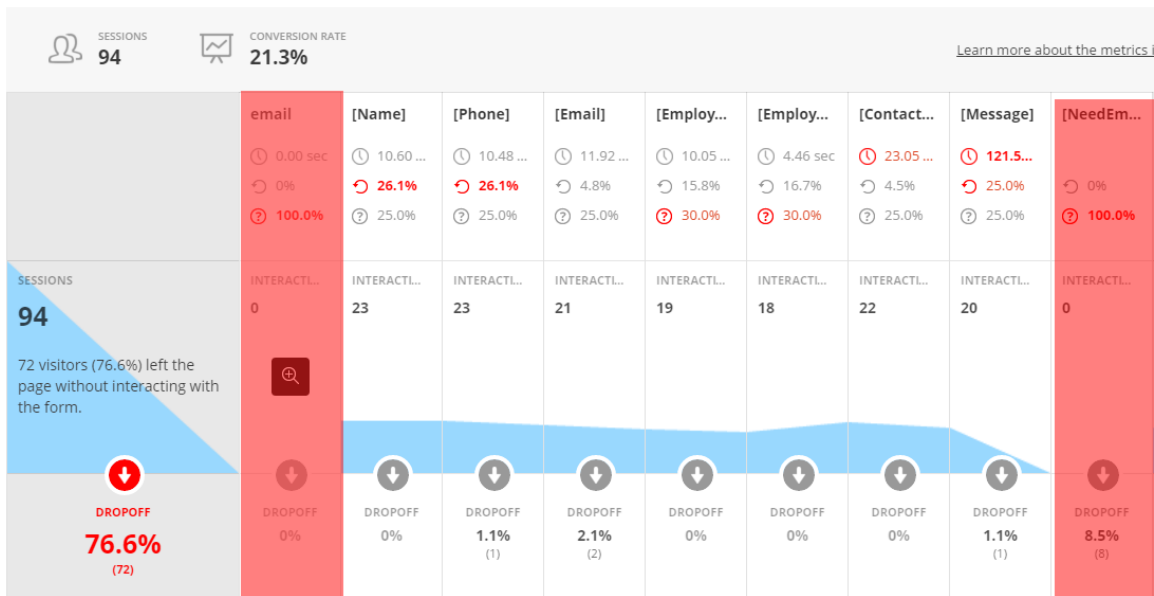 SESSIONS
94
CONVERSION RATE
21.3%
Learn more about the metrics i
email
0.00 sec
0%
100.0%
[Name]
10.60 ...
26.1%
25.0%
[Phone]
10.48 ...
26.1%
25.0%
[Email]
11.92 ...
4.8%
25.0%
[Employ...
10.05 ...
15.8%
30.0%
[Employ...
4.46 sec
16.7%
30.0%
[Contact...
23.05 ...
4.5%
25.0%
[Message]
121.5...
25.0%
25.0%
[NeedEm...
0%
100.0%
SESSIONS
94
72 visitors (76.6%) left the
page without interacting with
the form.
INTERACTI...
0
INTERACTI...
23
INTERACTI...
23
INTERACTI...
21
INTERACTI...
19
INTERACTI...
18
INTERACTI...
22
INTERACTI...
20
INTERACTI...
0
DROPOFF
76.6%
(72)
DROPOFF
0%
DROPOFF
0%
DROPOFF
1.1%
(1)
DROPOFF
2.1%
(2)
DROPOFF
0%
DROPOFF
0%
DROPOFF
0%
DROPOFF
1.1%
(1)
DROPOFF
8.5%
(8)